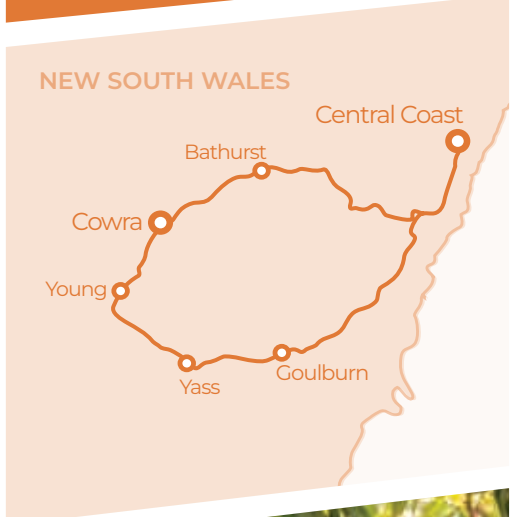 NEW SOUTH WALES
Central Coast
Bathurst
Cowra
Young
Goulburn
Yass